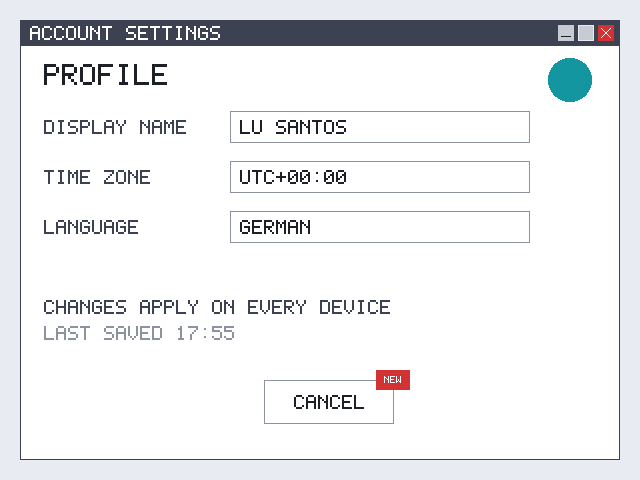 ACCOUNT SETTINGS
PROFILE
DISPLAY NAME LU SANTOS
TIME ZONE UTC+00:00
LANGUAGE GERMAN
CHANGES APPLY ON EVERY DEVICE
LAST SAVED 17:55
NEW
CANCEL